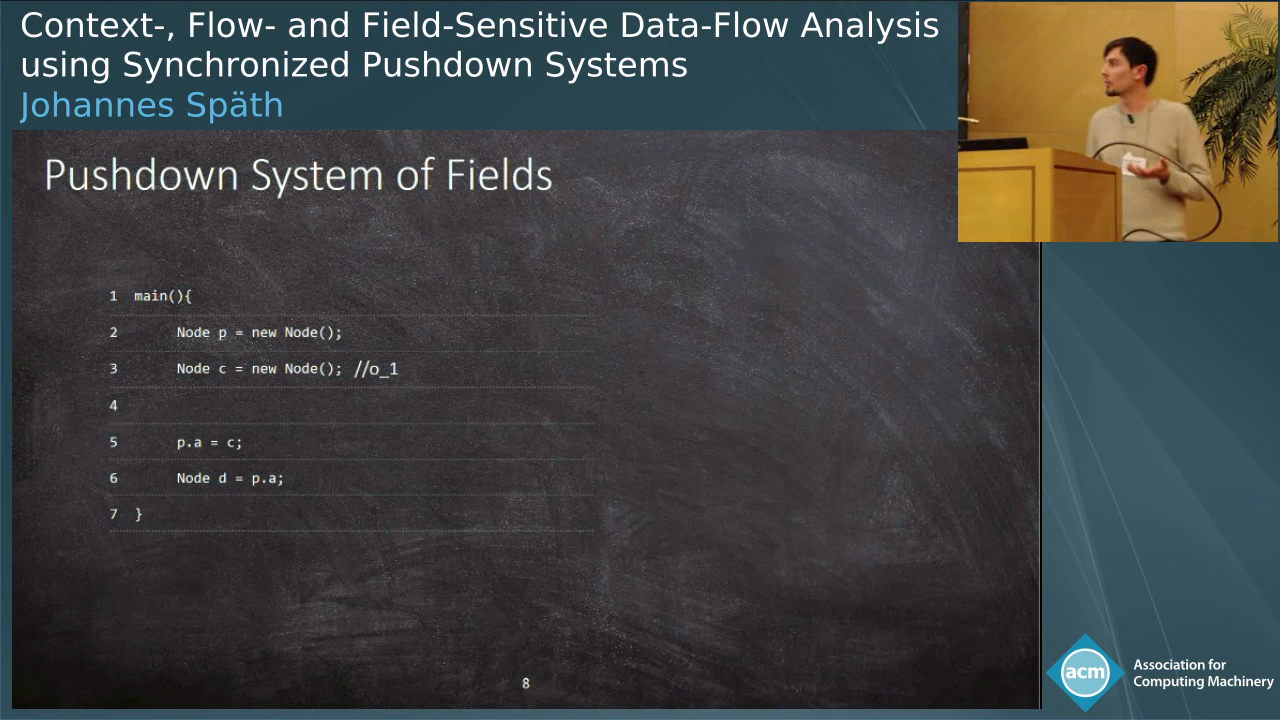 Context-, Flow- and Field-Sensitive Data-Flow Analysis
using Synchronized Pushdown Systems
Johannes Späth
Pushdown System of Fields
1 main(){
2 Node p = new Node();
3 Node c = new Node(); //o_1
4
5 p.a = c;
6 Node d = p.a;
7 }
8
acm
Association for
Computing Machinery